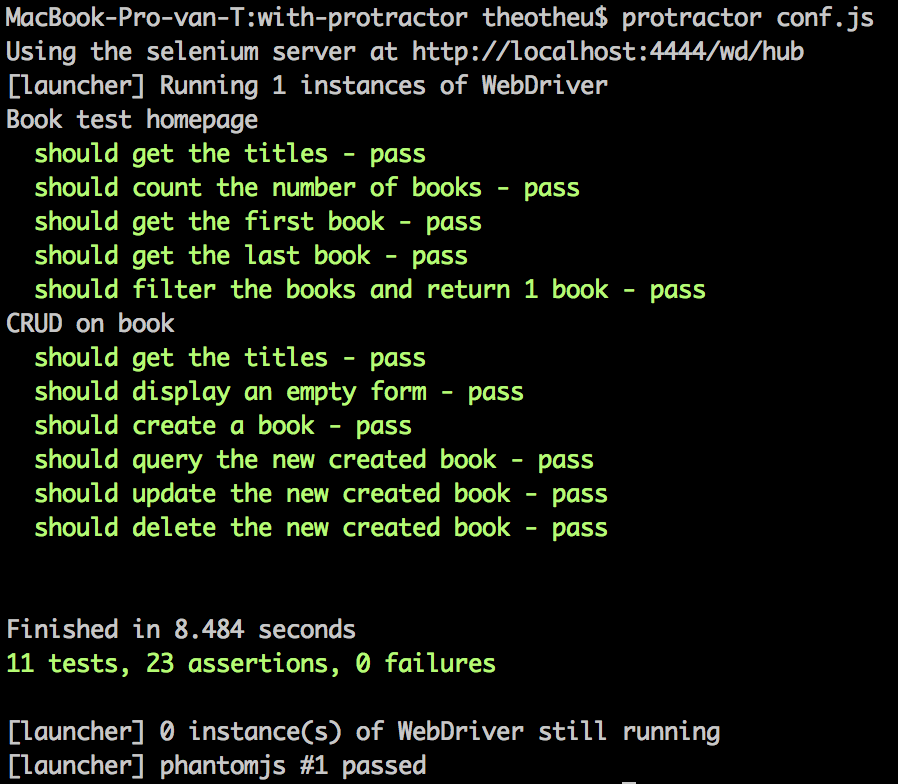 MacBook-Pro-van-T:with-protractor theotheu$ protractor conf.js
Using the selenium server at http://localhost:4444/wd/hub
[launcher] Running 1 instances of WebDriver
Book test homepage
  should get the titles - pass
  should count the number of books - pass
  should get the first book - pass
  should get the last book - pass
  should filter the books and return 1 book - pass
CRUD on book
  should get the titles - pass
  should display an empty form - pass
  should create a book - pass
  should query the new created book - pass
  should update the new created book - pass
  should delete the new created book - pass
Finished in 8.484 seconds
11 tests, 23 assertions, 0 failures
[launcher] 0 instance(s) of WebDriver still running
[launcher] phantomjs #1 passed